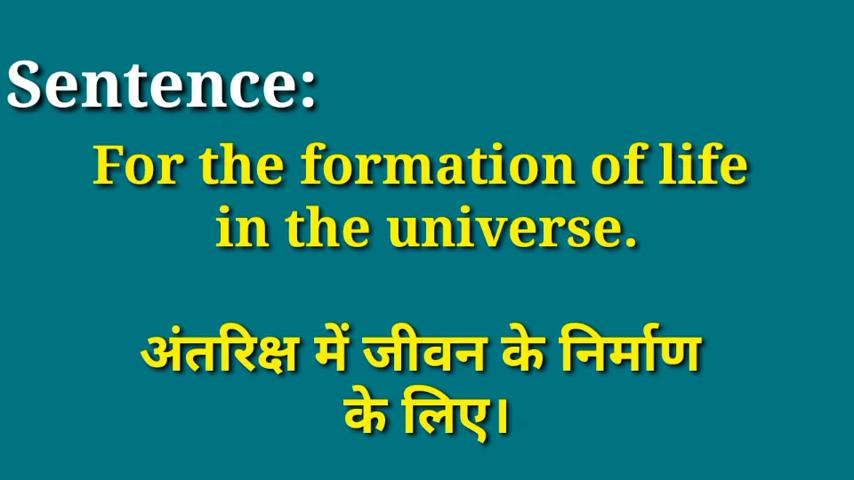 Sentence:
For the formation of life
in the universe.
अंतरिक्ष में जीवन के निर्माण
के लिए।